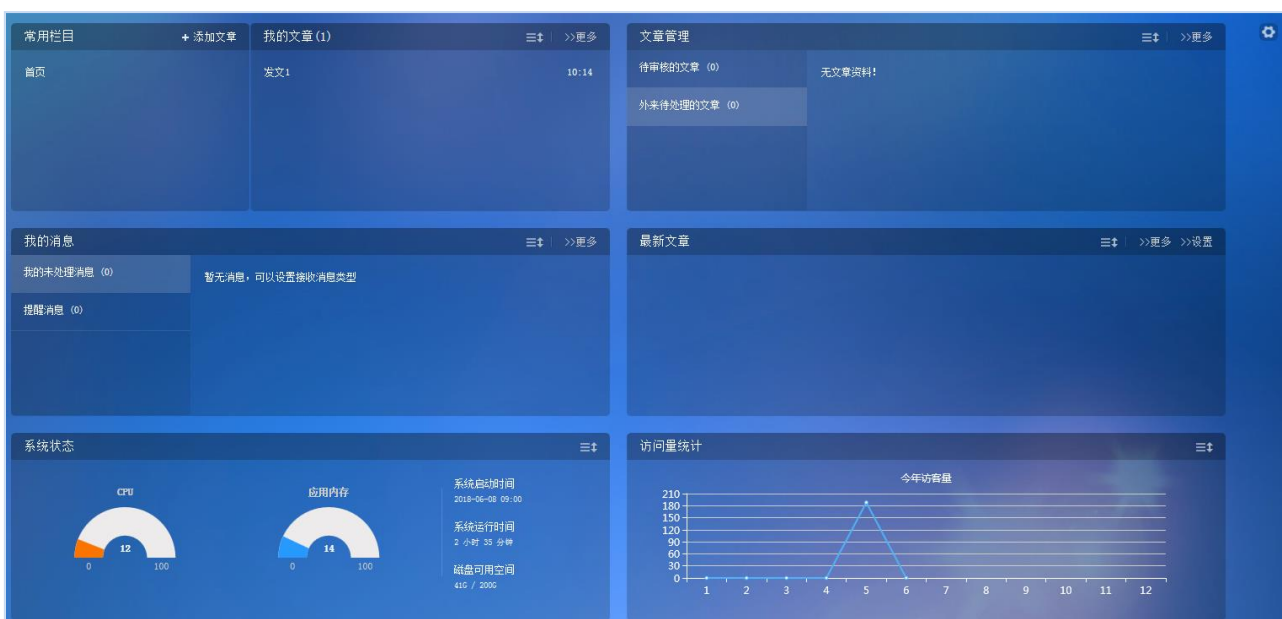 常用栏目
+ 添加文章
首页
我的文章(1)
>>更多
发文1
10:14
文章管理
>>更多
待审核的文章 (0)
外来待处理的文章 (0)
无文章资料!
我的消息
>>更多
我的未处理消息 (0)
提醒消息 (0)
暂无消息,可以设置接收消息类型
最新文章
>>更多 >>设置
系统状态
CPU
12
0 100
应用内存
14
0 100
系统启动时间
2018-06-08 09:00
系统运行时间
2 小时 35 分钟
磁盘可用空间
41G / 200G
访问量统计
今年访客量
210
180
150
120
90
60
30
0
1 2 3 4 5 6 7 8 9 10 11 12